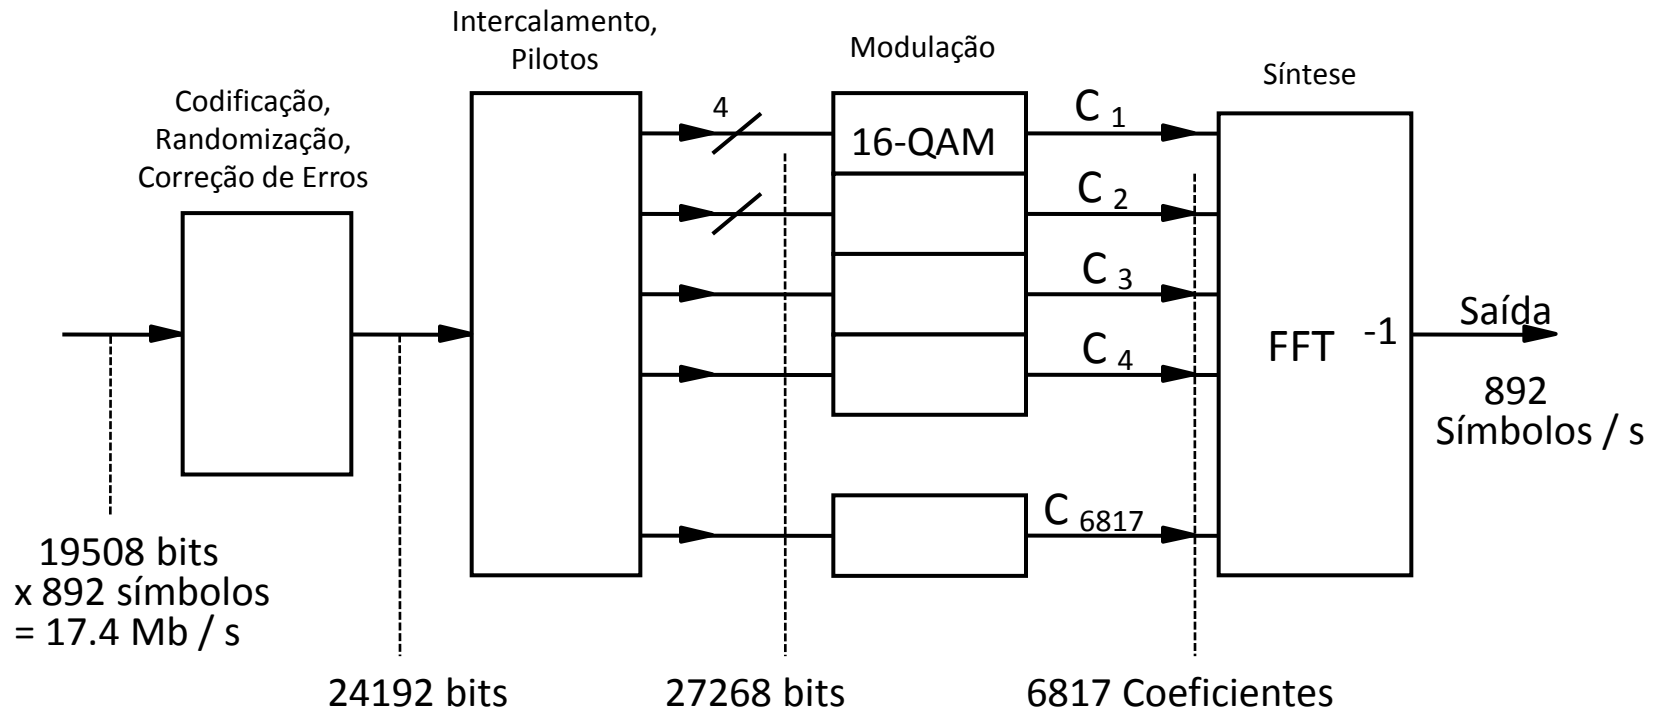 Intercalamento,
Pilotos
Modulação
Síntese
Codificação,
Randomização,
Correção de Erros
4
16-QAM
C 1
C 2
C 3
C 4
C 6817
FFT -1
Saída
892
Símbolos / s
19508 bits
x 892 símbolos
= 17.4 Mb / s
24192 bits
27268 bits
6817 Coeficientes